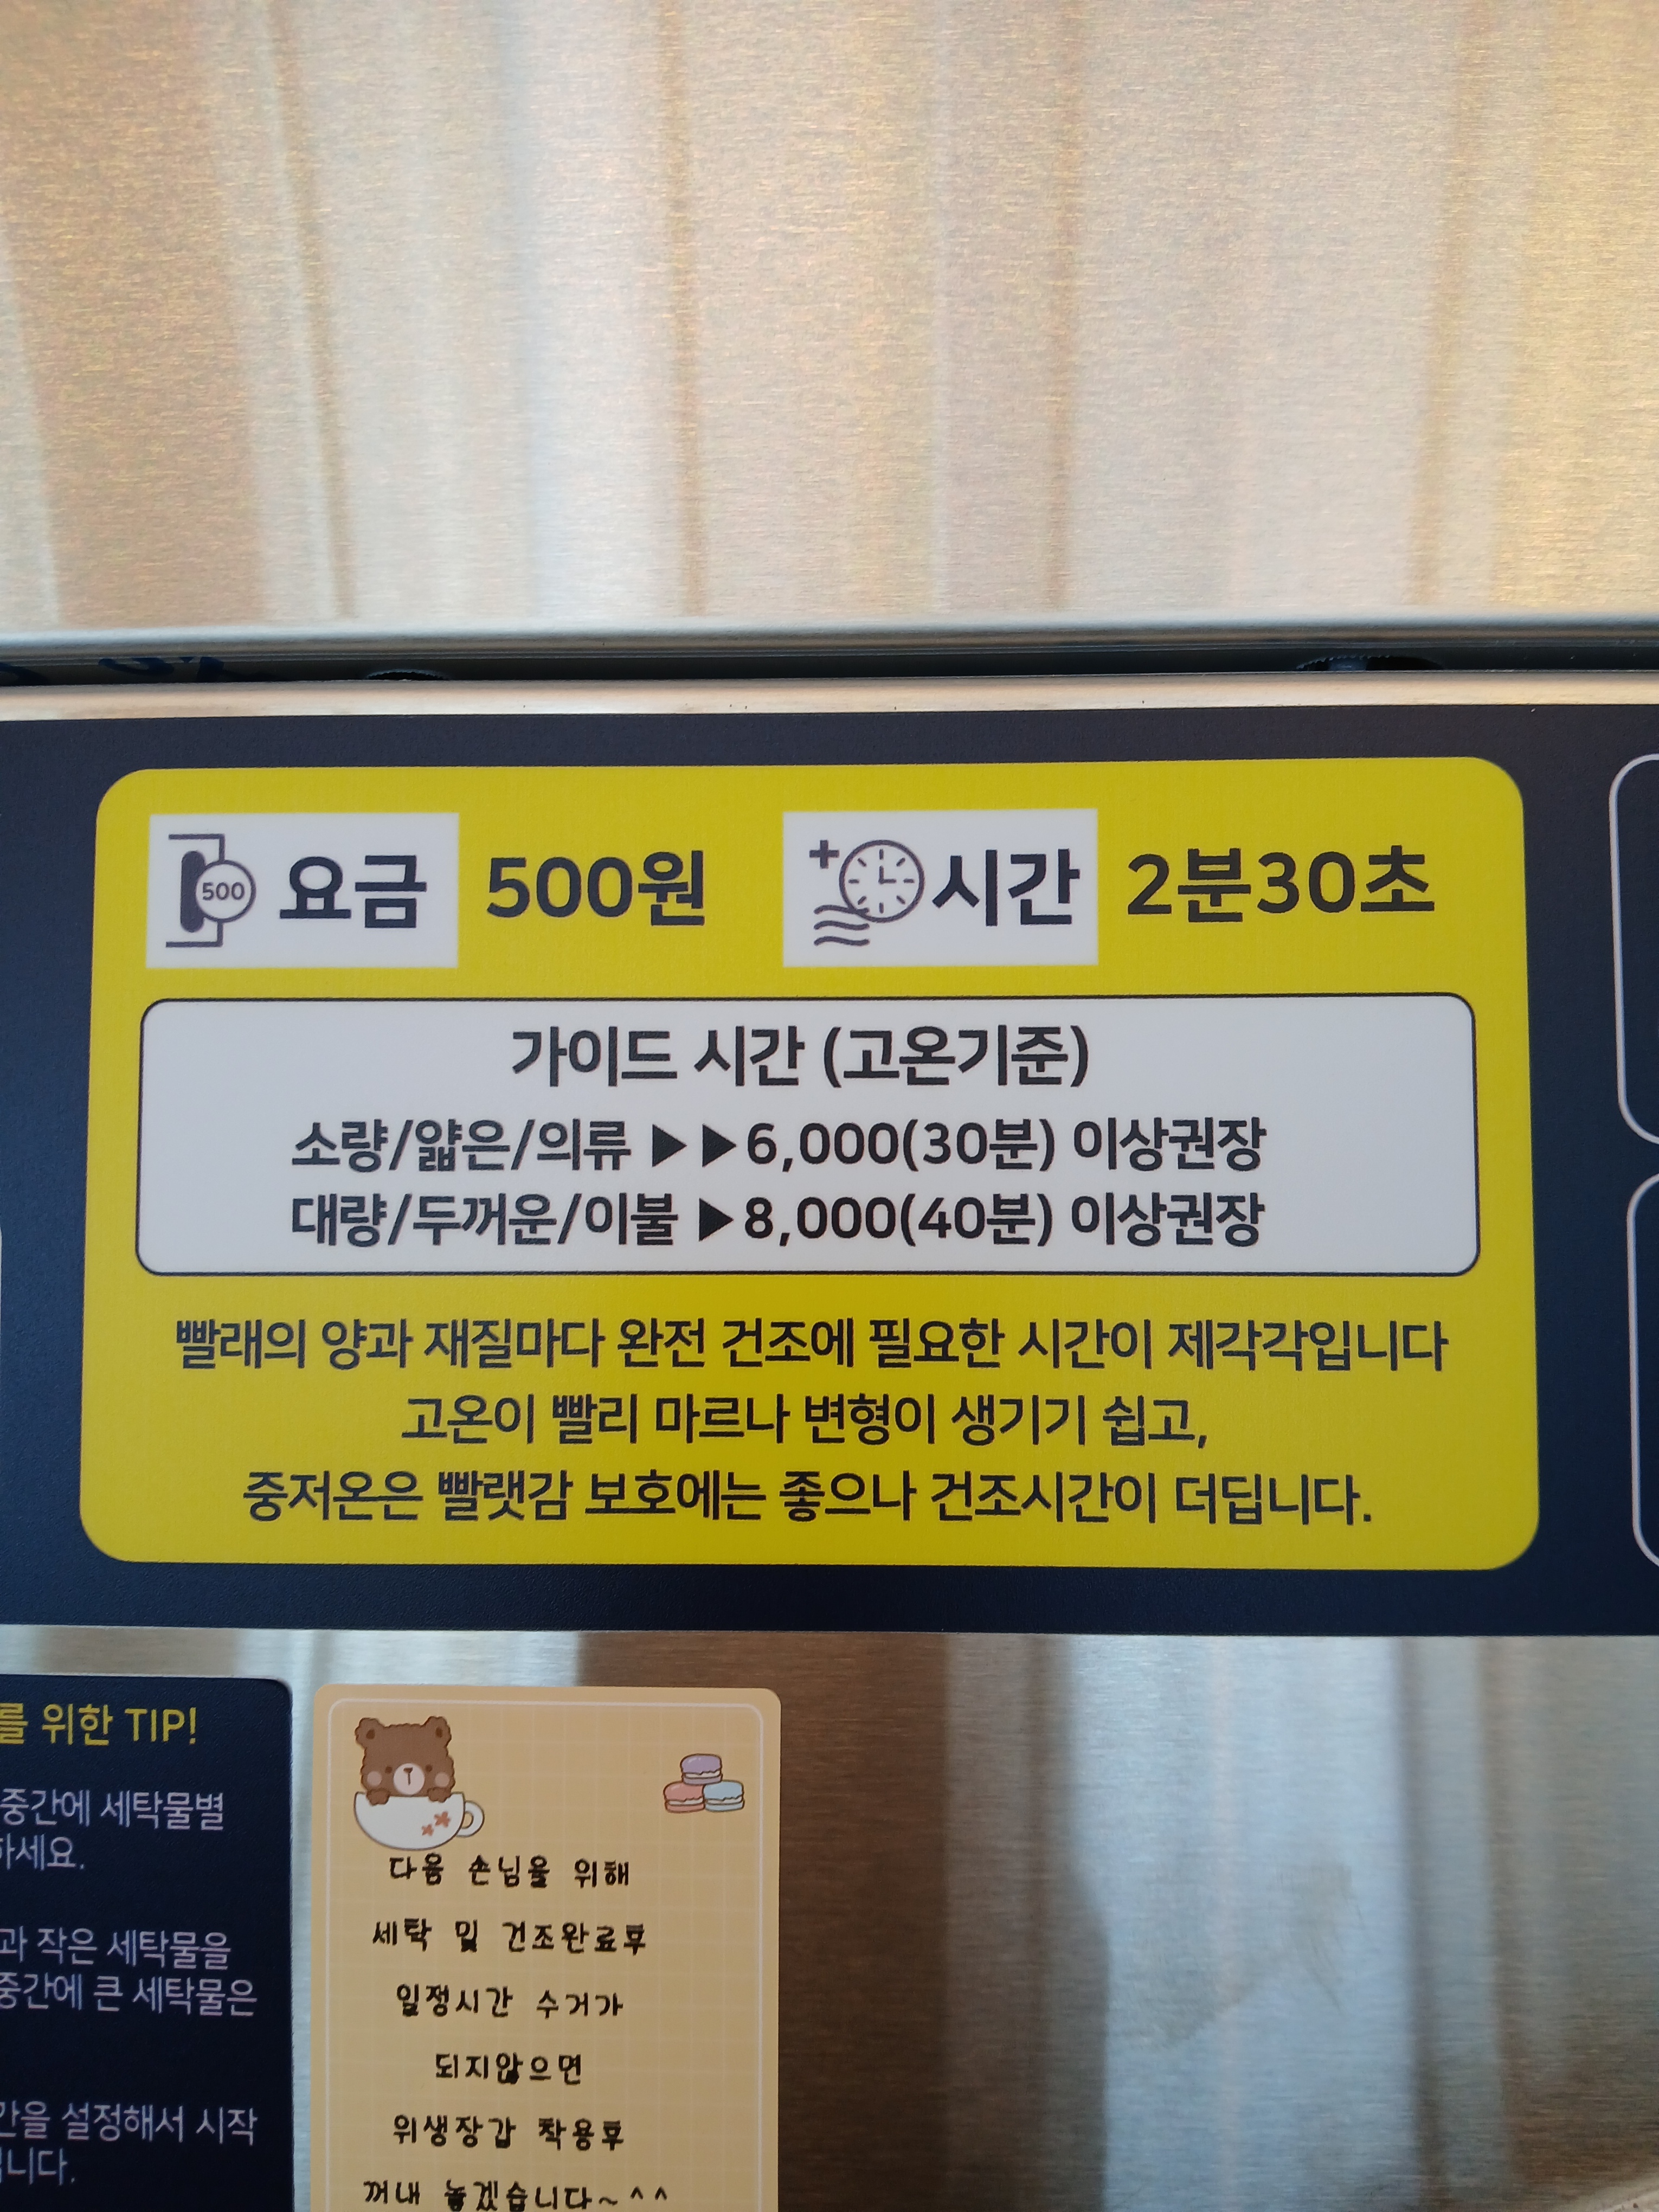 500 요금 500원 시간 2분30초
가이드 시간 (고온기준)
소량/얇은/의류 ▶▶6,000(30분) 이상권장
대량/두꺼운/이불 ▶8,000(40분) 이상권장
빨래의 양과 재질마다 완전 건조에 필요한 시간이 제각각입니다
고온이 빨리 마르나 변형이 생기기 쉽고,
중저온은 빨랫감 보호에는 좋으나 건조시간이 더딥니다.
를 위한 TIP!
중간에 세탁물별
하세요.
과 작은 세탁물을
중간에 큰 세탁물은
간을 설정해서 시작
니다.
다음 손님을 위해
세탁 및 건조완료후
일정시간 수거가
되지않으면
위생장갑 착용후
꺼내 놓겠습니다~^^